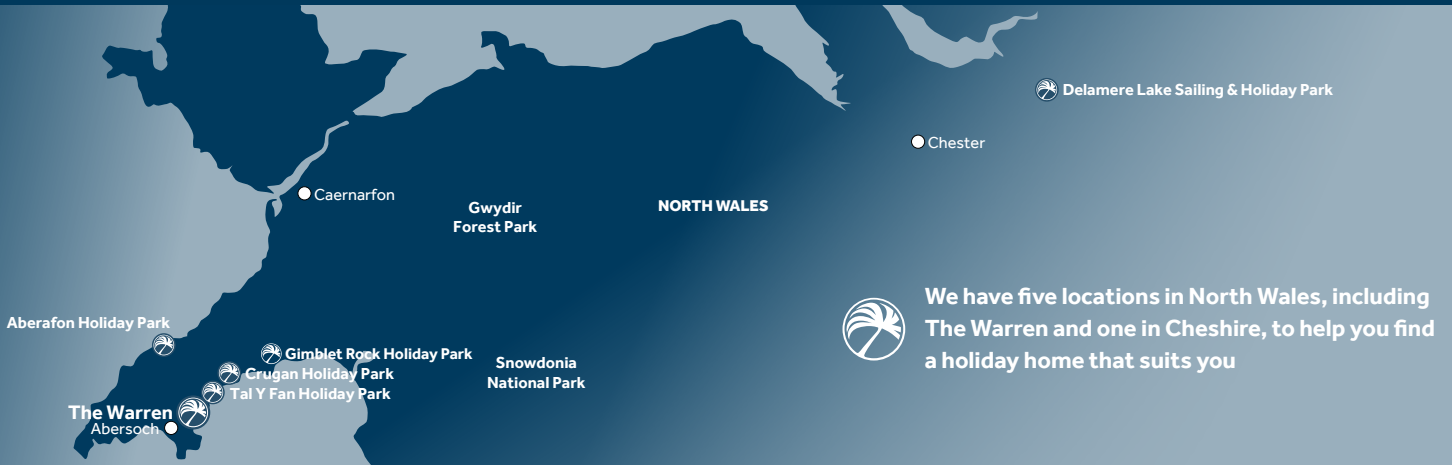 Delamere Lake Sailing & Holiday Park
Chester
Caernarfon
Gwydir
Forest Park
NORTH WALES
We have five locations in North Wales, including
The Warren and one in Cheshire, to help you find
a holiday home that suits you
Aberafon Holiday Park
Gimblet Rock Holiday Park
Crugan Holiday Park
Tal Y Fan Holiday Park
Snowdonia
National Park
The Warren
Abersoch